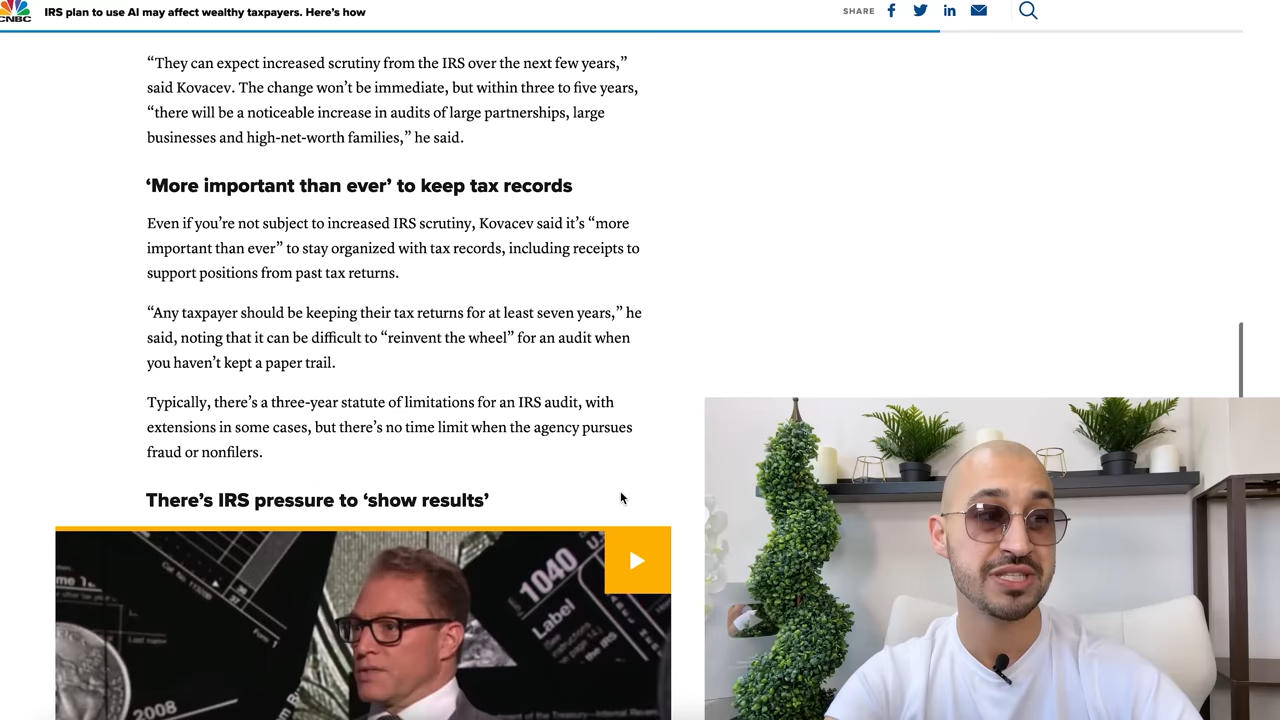 CNBC
IRS plan to use AI may affect wealthy taxpayers. Here’s how
SHARE
“They can expect increased scrutiny from the IRS over the next few years,”
said Kovacev. The change won’t be immediate, but within three to five years,
“there will be a noticeable increase in audits of large partnerships, large
businesses and high-net-worth families,” he said.
‘More important than ever’ to keep tax records
Even if you’re not subject to increased IRS scrutiny, Kovacev said it’s “more
important than ever” to stay organized with tax records, including receipts to
support positions from past tax returns.
“Any taxpayer should be keeping their tax returns for at least seven years,” he
said, noting that it can be difficult to “reinvent the wheel” for an audit when
you haven’t kept a paper trail.
Typically, there’s a three-year statute of limitations for an IRS audit, with
extensions in some cases, but there’s no time limit when the agency pursues
fraud or nonfilers.
There’s IRS pressure to ‘show results’
1040
Label
Last name
2008